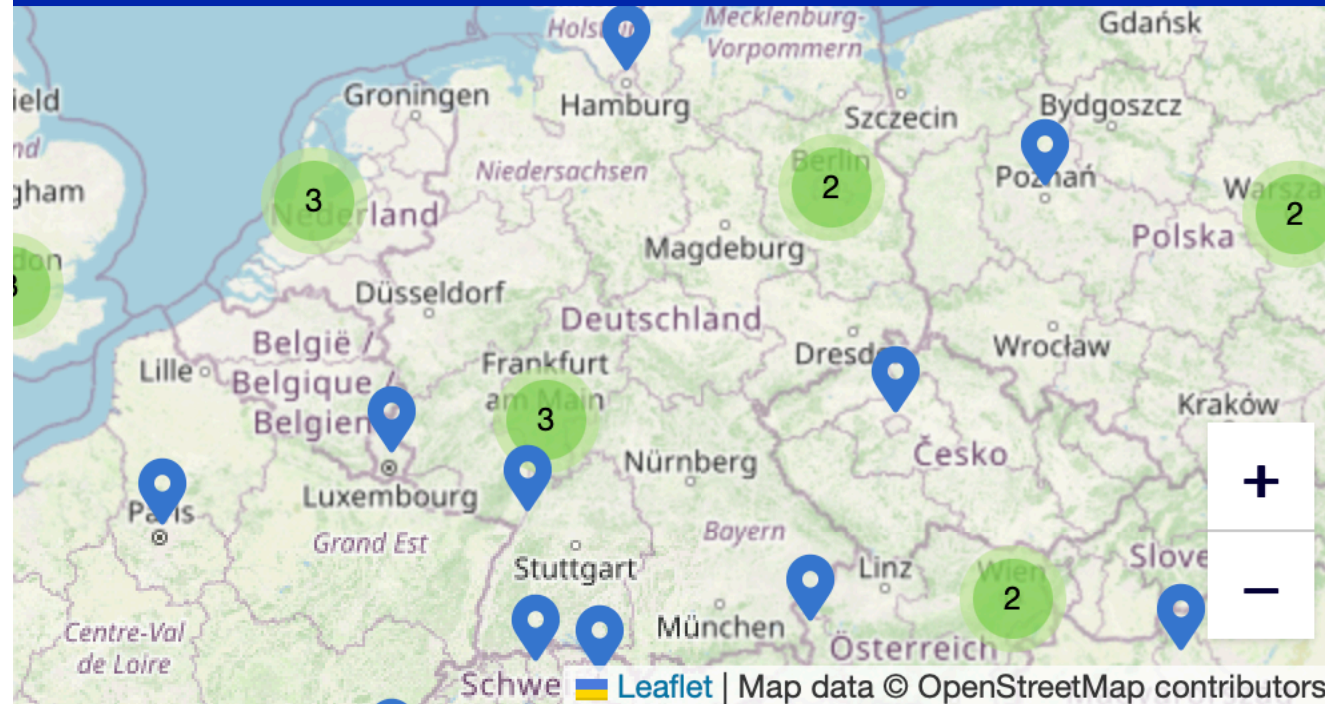 Mecklenburg-
Vorpommern
Gdańsk
Groningen
Hamburg
Szczecin
Bydgoszcz
ield
nd
Niedersachsen
Berlin
gham
3
Nederland
2
Poznań
Warsza
2
Polska
don
3
Magdeburg
Düsseldorf
Deutschland
België /
Belgique /
Belgien
Lille
Frankfurt
am Main
3
Dresd
Wrocław
Kraków
Česko
Nürnberg
+
Luxembourg
Paris
Grand Est
Bayern
Stuttgart
Linz
Wien
2
Slove
−
Centre-Val
de Loire
München
Österreich
Schwei
Leaflet | Map data © OpenStreetMap contributors